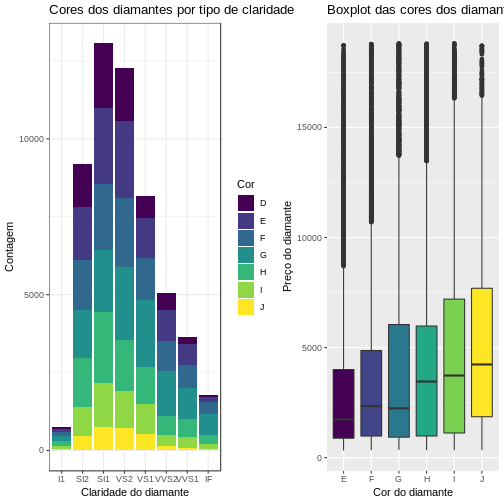 Cores dos diamantes por tipo de claridade
Contagem
10000
5000
0
I1 SI2 SI1 VS2 VS1 VVS2 VVS1 IF
Claridade do diamante
Cor
D
E
F
G
H
I
J
Boxplot das cores dos diamant
Preço do diamante
15000
10000
5000
0
E F G H I J
Cor do diamante